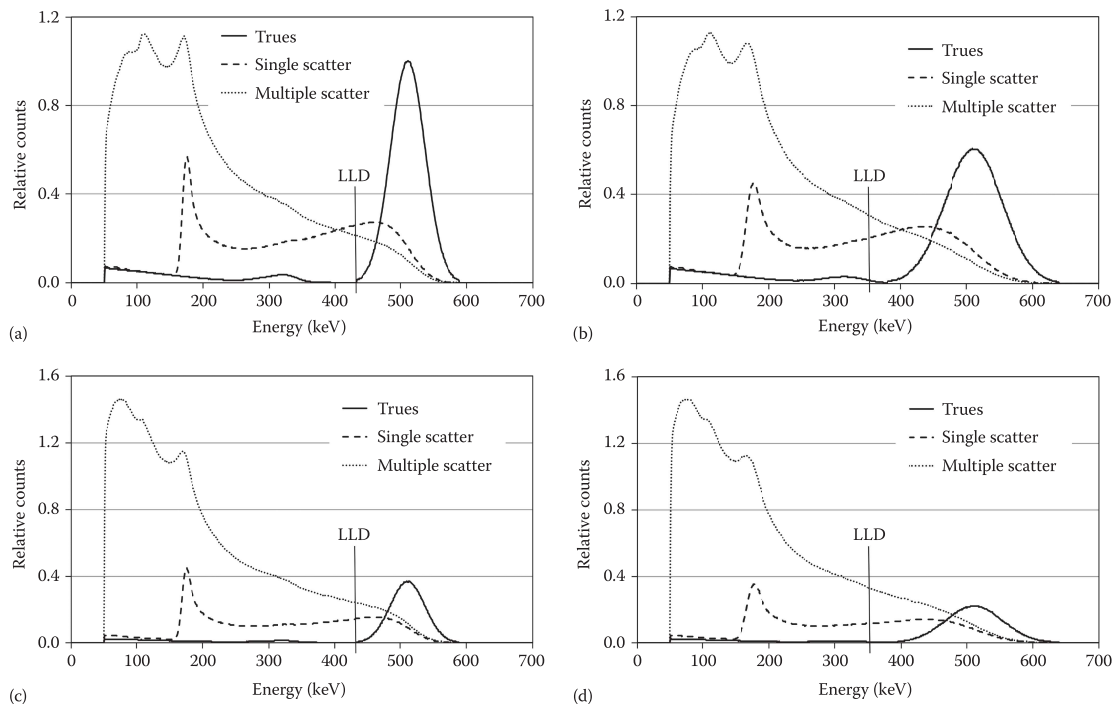 1.2
Trues
Single scatter
Multiple scatter
0.8
LLD
0.4
0.0
0 100 200 300 400 500 600 700
Relative counts
Energy (keV)
(a)
1.2
Trues
Single scatter
Multiple scatter
0.8
LLD
0.4
0.0
0 100 200 300 400 500 600 700
Relative counts
Energy (keV)
(b)
1.6
Trues
Single scatter
Multiple scatter
1.2
0.8
LLD
0.4
0.0
0 100 200 300 400 500 600 700
Relative counts
Energy (keV)
(c)
1.6
Trues
Single scatter
Multiple scatter
1.2
0.8
LLD
0.4
0.0
0 100 200 300 400 500 600 700
Relative counts
Energy (keV)
(d)